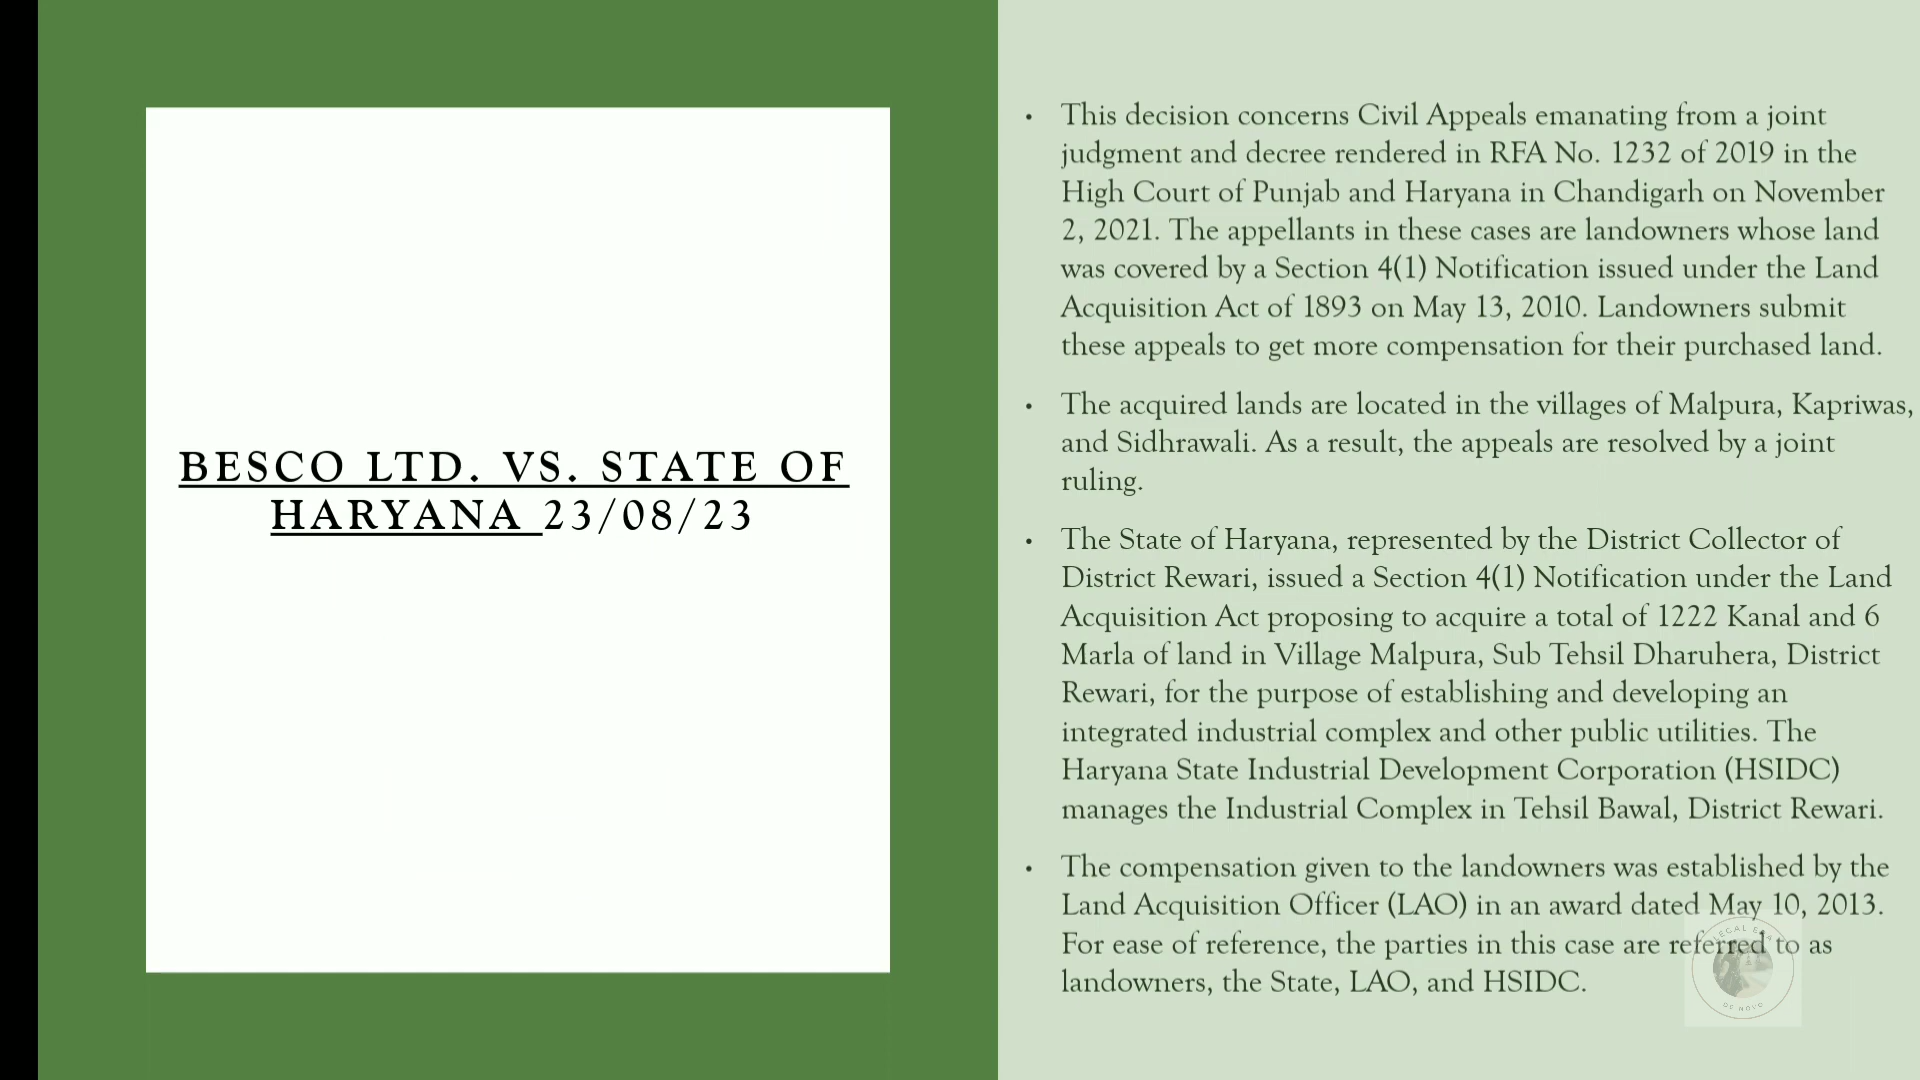 BESCO LTD. VS. STATE OF
HARYANA 23/08/23
• This decision concerns Civil Appeals emanating from a joint
judgment and decree rendered in RFA No. 1232 of 2019 in the
High Court of Punjab and Haryana in Chandigarh on November
2, 2021. The appellants in these cases are landowners whose land
was covered by a Section 4(1) Notification issued under the Land
Acquisition Act of 1893 on May 13, 2010. Landowners submit
these appeals to get more compensation for their purchased land.
• The acquired lands are located in the villages of Malpura, Kapriwas,
and Sidhrawali. As a result, the appeals are resolved by a joint
ruling.
• The State of Haryana, represented by the District Collector of
District Rewari, issued a Section 4(1) Notification under the Land
Acquisition Act proposing to acquire a total of 1222 Kanal and 6
Marla of land in Village Malpura, Sub Tehsil Dharuhera, District
Rewari, for the purpose of establishing and developing an
integrated industrial complex and other public utilities. The
Haryana State Industrial Development Corporation (HSIDC)
manages the Industrial Complex in Tehsil Bawal, District Rewari.
• The compensation given to the landowners was established by the
Land Acquisition Officer (LAO) in an award dated May 10, 2013.
For ease of reference, the parties in this case are referred to as
landowners, the State, LAO, and HSIDC.
LEGAL ERA
DE NOVO